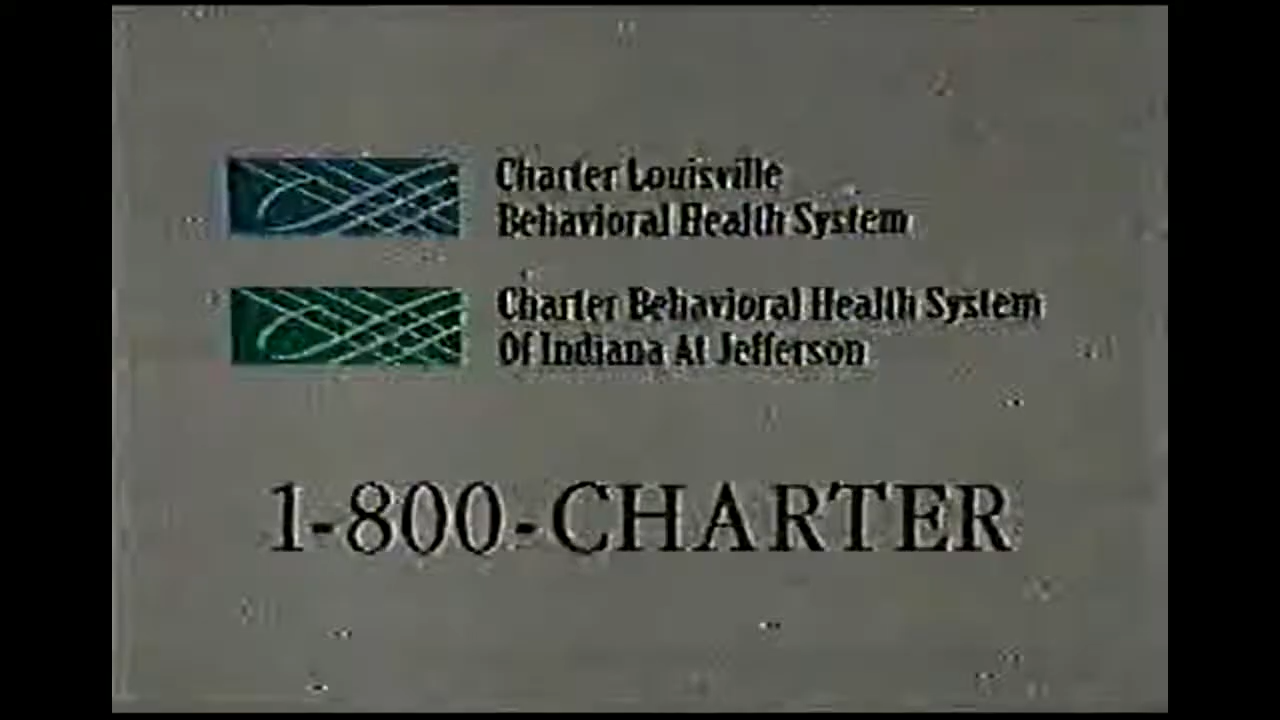 Charter Louisville
Behavioral Health System
Charter Behavioral Health System
Of Indiana At Jefferson
1-800-CHARTER